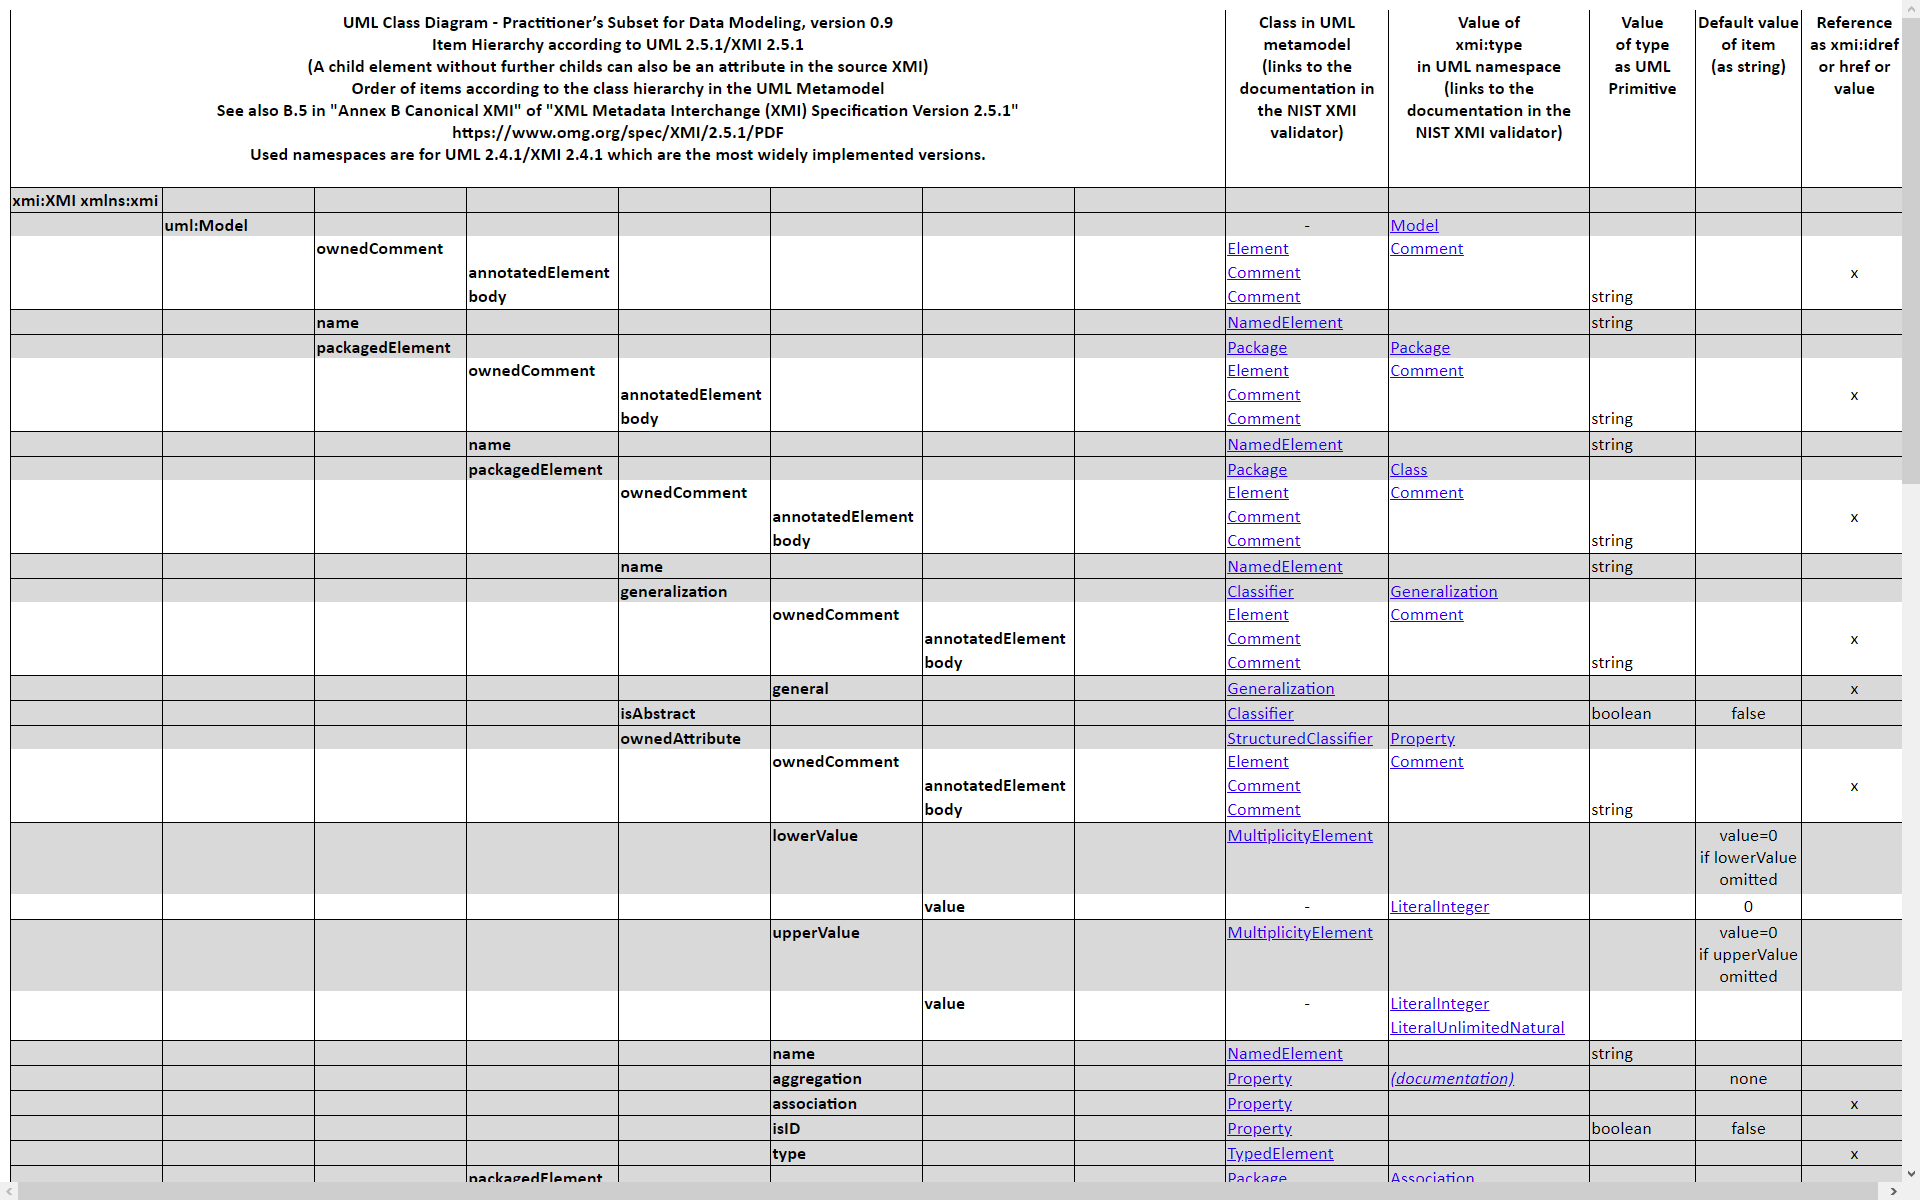 UML Class Diagram - Practitioner’s Subset for Data Modeling, version 0.9
Item Hierarchy according to UML 2.5.1/XMI 2.5.1
(A child element without further childs can also be an attribute in the source XMI)
Order of items according to the class hierarchy in the UML Metamodel
See also B.5 in "Annex B Canonical XMI" of "XML Metadata Interchange (XMI) Specification Version 2.5.1"
https://www.omg.org/spec/XMI/2.5.1/PDF
Used namespaces are for UML 2.4.1/XMI 2.4.1 which are the most widely implemented versions.
Class in UML
metamodel
(links to the
documentation in
the NIST XMI
validator)
Value of
xmi:type
in UML namespace
(links to the
documentation in the
NIST XMI validator)
Value
of type
as UML
Primitive
Default value
of item
(as string)
Reference
as xmi:idref
or href or
value
xmi:XMI xmlns:xmi
uml:Model - Model
ownedComment Element Comment
annotatedElement Comment x
body Comment string
name NamedElement string
packagedElement Package Package
ownedComment Element Comment
annotatedElement Comment x
body Comment string
name NamedElement string
packagedElement Package Class
ownedComment Element Comment
annotatedElement Comment x
body Comment string
name NamedElement string
generalization Classifier Generalization
ownedComment Element Comment
annotatedElement Comment x
body Comment string
general Generalization x
isAbstract Classifier boolean false
ownedAttribute StructuredClassifier Property
ownedComment Element Comment
annotatedElement Comment x
body Comment string
lowerValue MultiplicityElement value=0
if lowerValue
omitted
value - LiteralInteger 0
upperValue MultiplicityElement value=0
if upperValue
omitted
value - LiteralInteger
LiteralUnlimitedNatural
name NamedElement string
aggregation Property (documentation) none
association Property x
isID Property boolean false
type TypedElement x
packagedElement Package Association